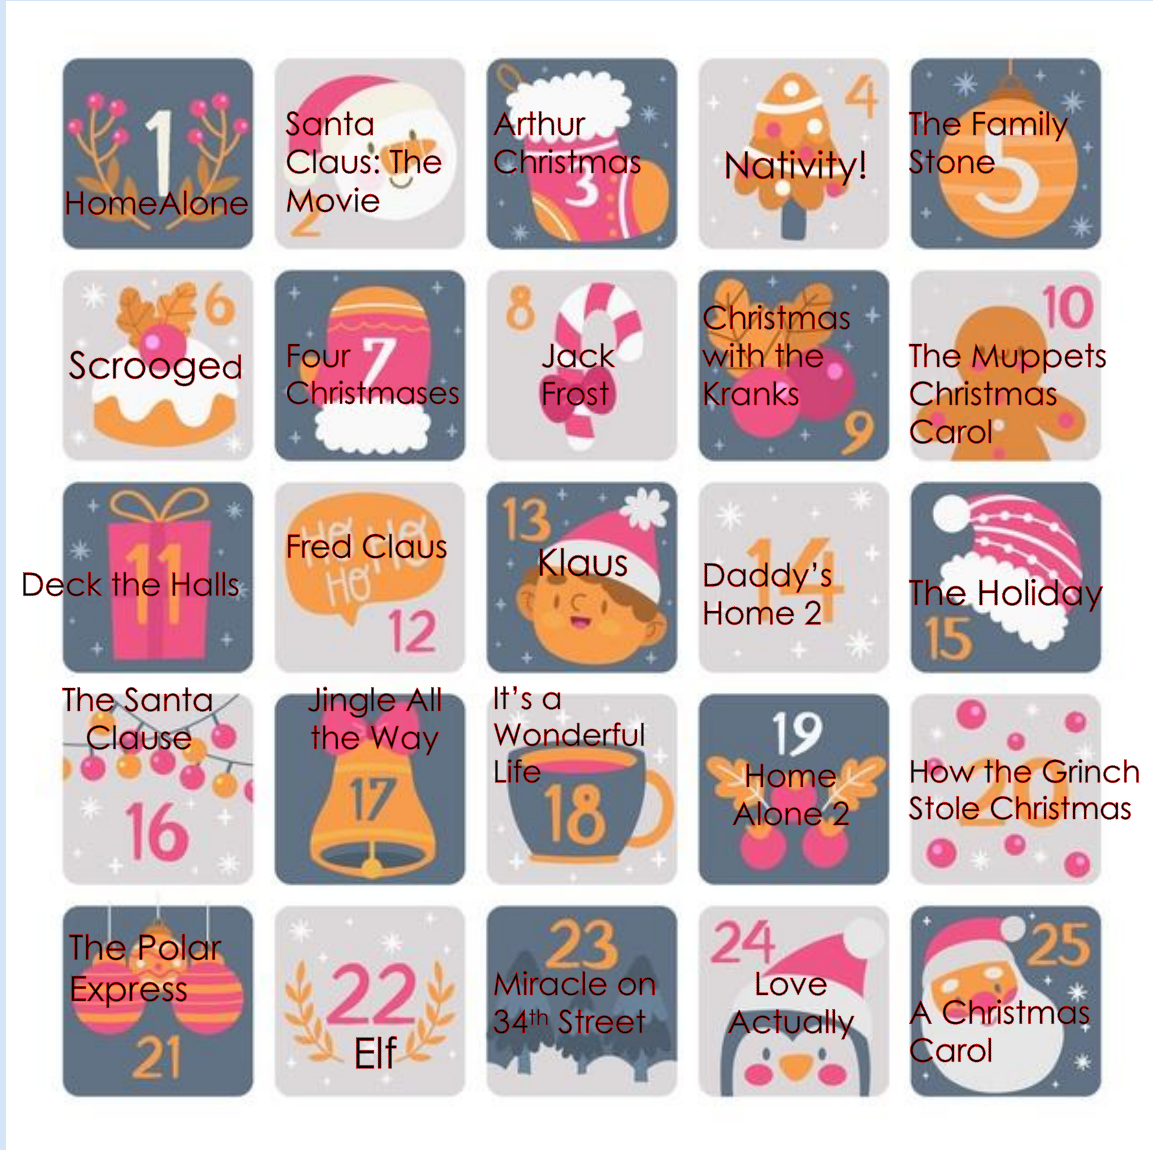 1
HomeAlone
Santa
Claus: The
Movie
2
Arthur
Christmas
3
4
Nativity!
The Family
Stone
5
6
Scrooged
7
Four
Christmases
8
Jack
Frost
Christmas
with the
Kranks
9
10
The Muppets
Christmas
Carol
11
Deck the Halls
HO HO
HO
Fred Claus
12
13
Klaus
14
Daddy’s
Home 2
The Holiday
15
The Santa
Clause
16
Jingle All
the Way
17
It’s a
Wonderful
Life
18
19
Home
Alone 2
20
How the Grinch
Stole Christmas
The Polar
Express
21
22
Elf
23
Miracle on
34th Street
24
Love
Actually
25
A Christmas
Carol